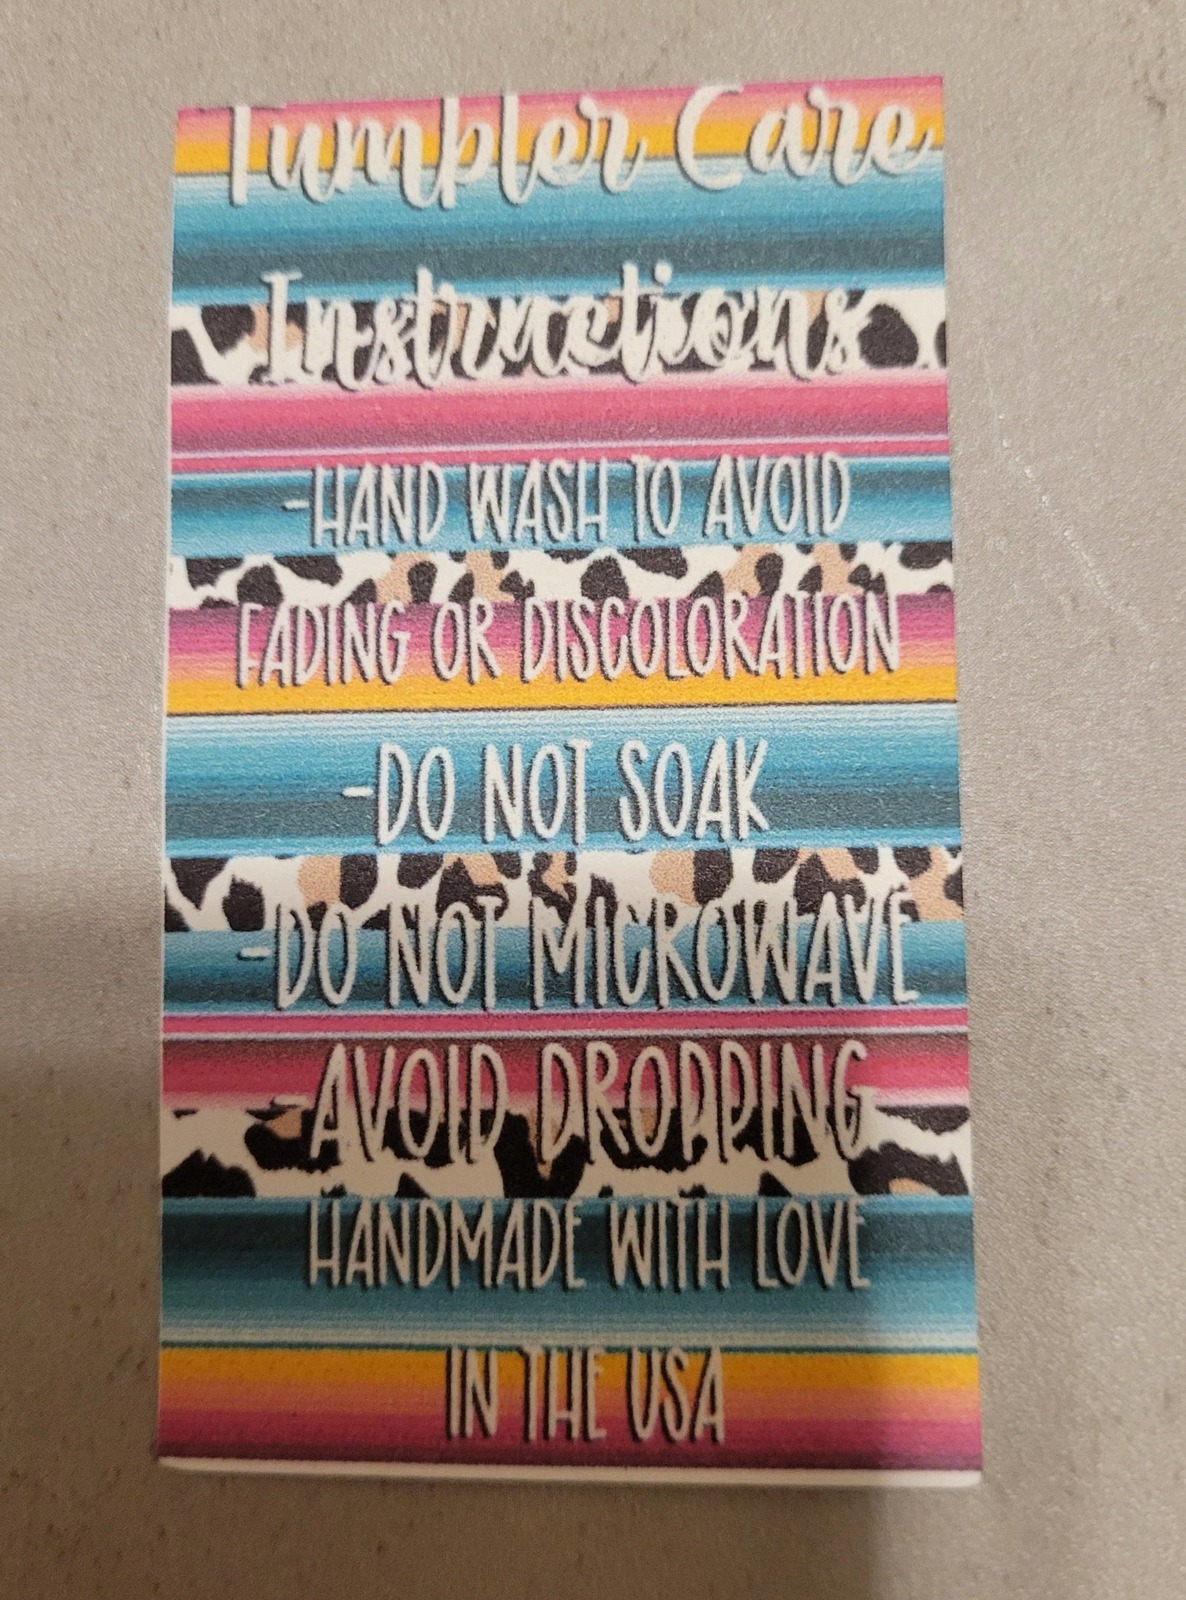 Tumbler Care
Instructions
-HAND WASH TO AVOID
FADING OR DISCOLORATION
-DO NOT SOAK
-DO NOT MICROWAVE
-AVOID DROPPING
HANDMADE WITH LOVE
IN THE USA